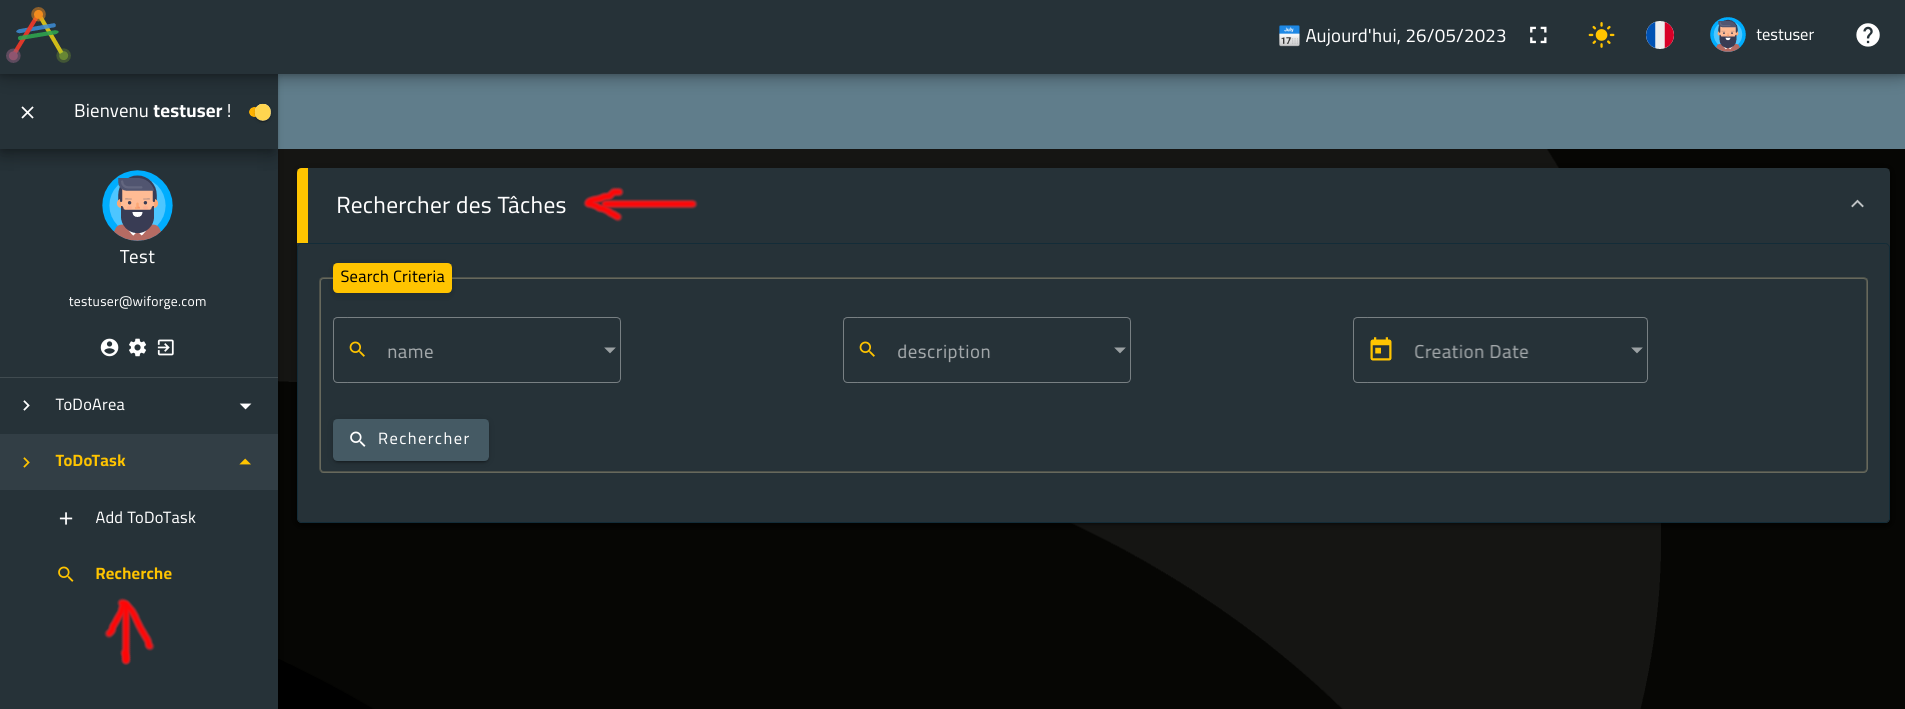 Aujourd'hui, 26/05/2023
testuser
Bienvenu testuser !
Test
testuser@wiforge.com
ToDoArea
ToDoTask
Add ToDoTask
Recherche
Rechercher des Tâches
Search Criteria
name
description
Creation Date
Rechercher